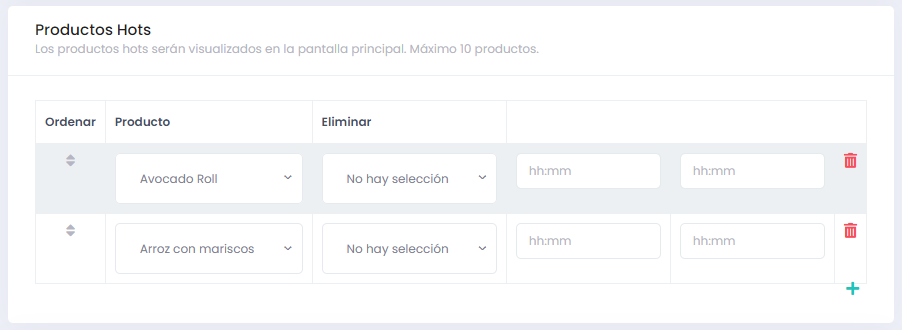 Productos Hots
Los productos hots serán visualizados en la pantalla principal. Máximo 10 productos.
Ordenar Producto Eliminar
Avocado Roll No hay selección hh:mm hh:mm
Arroz con mariscos No hay selección hh:mm hh:mm